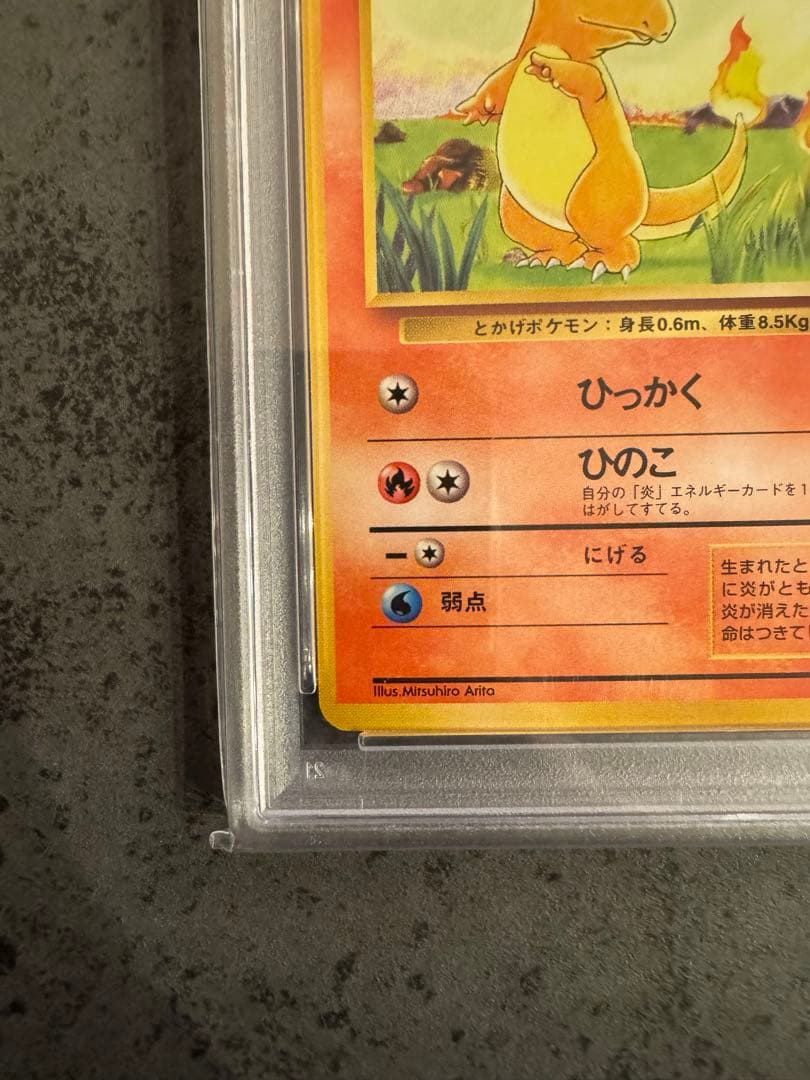 とかげポケモン：身長0.6m、体重8.5Kg
ひっかく
ひのこ
自分の「炎」エネルギーカードを1
はがしてすてる。
にげる
弱点
生まれたと
に炎がとも
炎が消えた
命はつきて
Illus.Mitsuhiro Arita
21